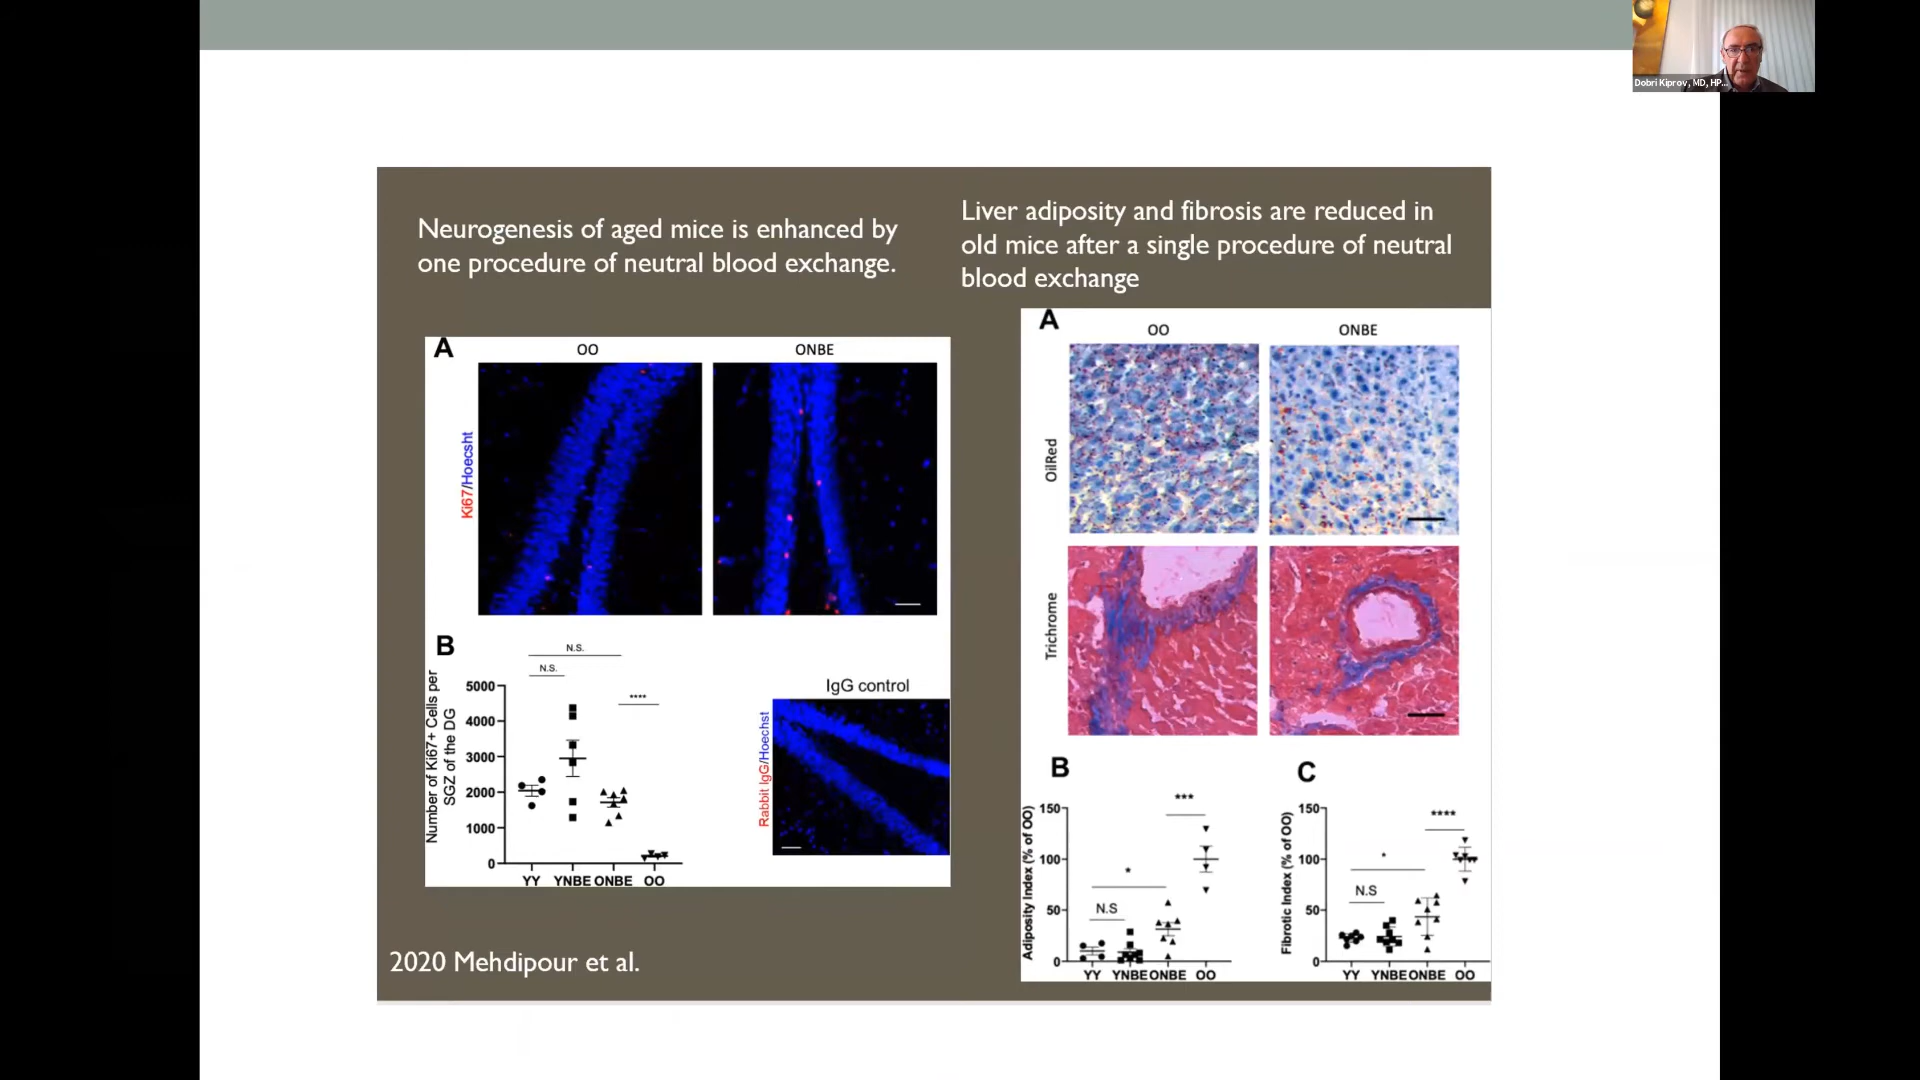 Dobri Kiprov, MD, HP...
Neurogenesis of aged mice is enhanced by
one procedure of neutral blood exchange.
A
OO
ONBE
Ki67/Hoecsht
B
N.S.
N.S.
****
Number of Ki67+ Cells per
SGZ of the DG
5000
4000
3000
2000
1000
0
YY YNBE ONBE OO
IgG control
Rabbit IgG/Hoechst
2020 Mehdipour et al.
Liver adiposity and fibrosis are reduced in
old mice after a single procedure of neutral
blood exchange
A
OO
ONBE
OilRed
Trichrome
B
***
*
N.S
Adiposity Index (% of OO)
150
100
50
0
YY YNBE ONBE OO
C
****
*
N.S
Fibrotic Index (% of OO)
150
100
50
0
YY YNBE ONBE OO